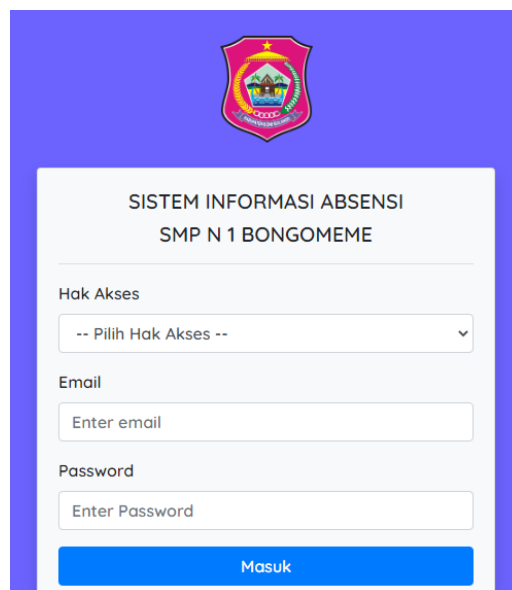 SISTEM INFORMASI ABSENSI
SMP N 1 BONGOMEME
Hak Akses
-- Pilih Hak Akses --
Email
Enter email
Password
Enter Password
Masuk